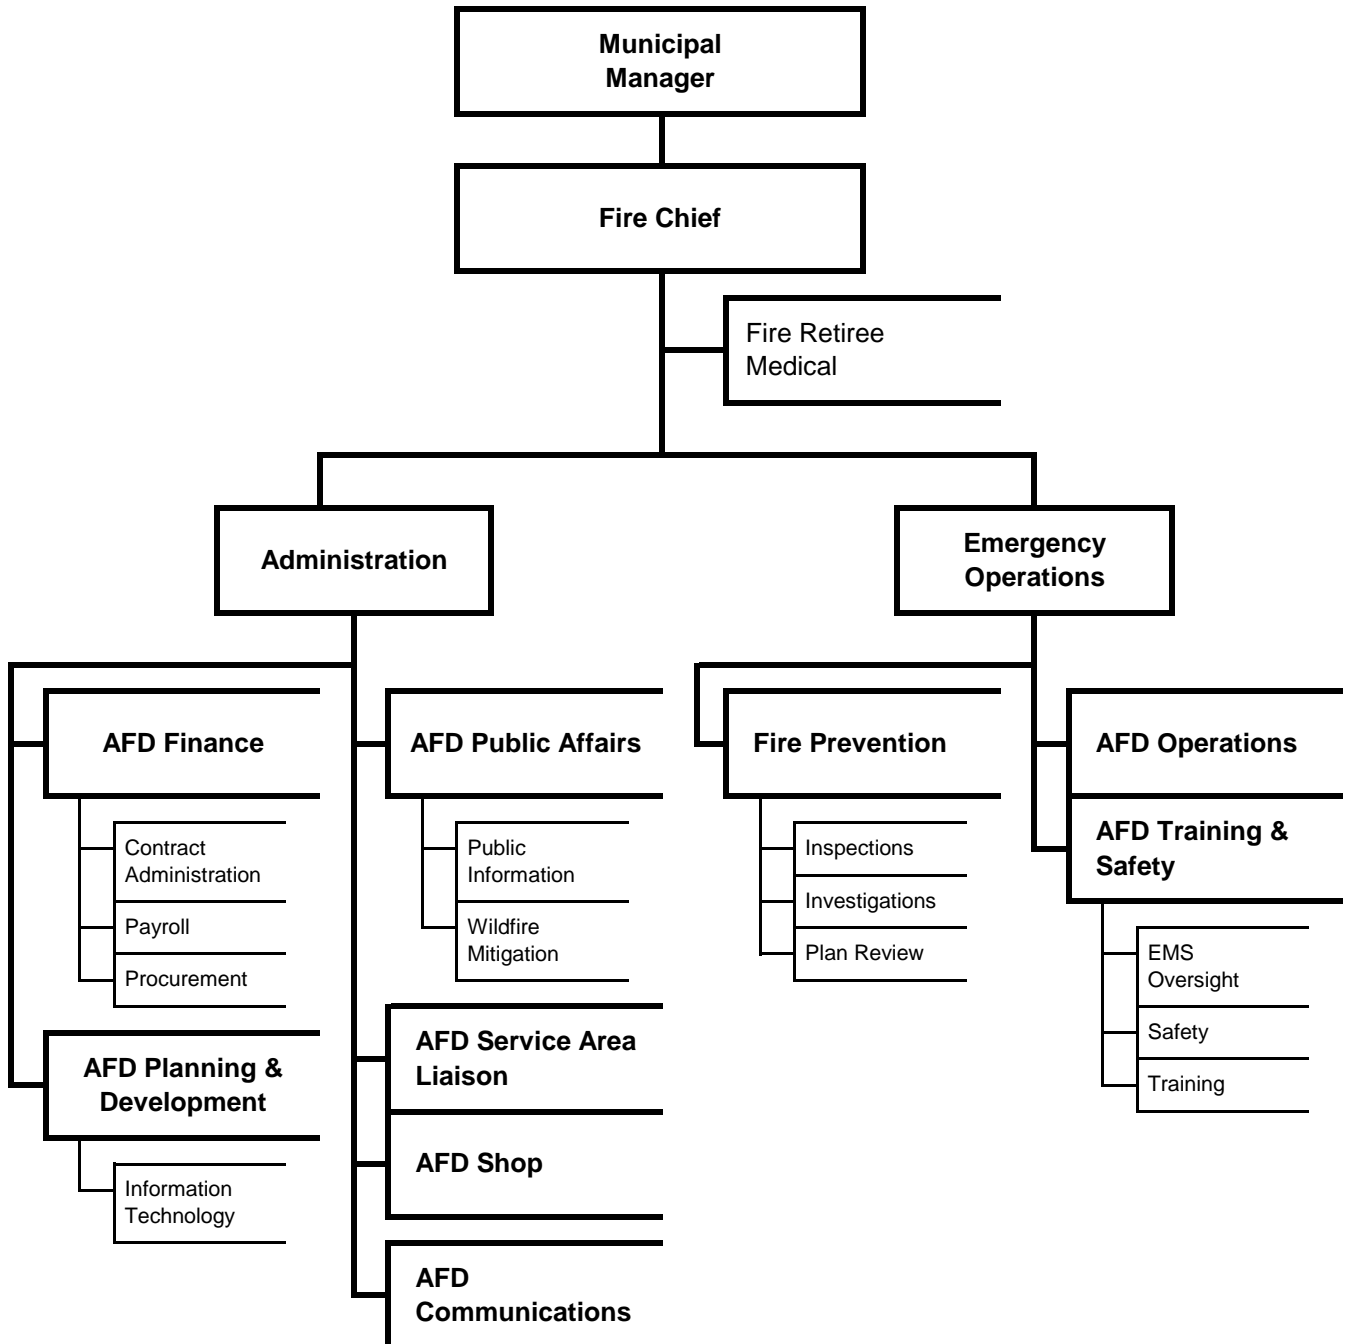 Municipal
Manager
Fire Chief
Fire Retiree
Medical
Administration
Emergency
Operations
AFD Finance
Contract
Administration
Payroll
Procurement
AFD Planning &
Development
Information
Technology
AFD Public Affairs
Public
Information
Wildfire
Mitigation
AFD Service Area
Liaison
AFD Shop
AFD
Communications
Fire Prevention
Inspections
Investigations
Plan Review
AFD Operations
AFD Training &
Safety
EMS
Oversight
Safety
Training